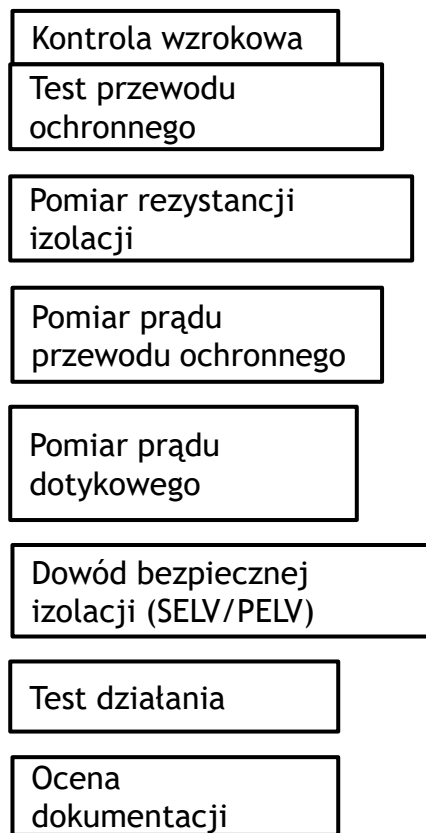 Kontrola wzrokowa
Test przewodu
ochronnego
Pomiar rezystancji
izolacji
Pomiar prądu
przewodu ochronnego
Pomiar prądu
dotykowego
Dowód bezpiecznej
izolacji (SELV/PELV)
Test działania
Ocena
dokumentacji